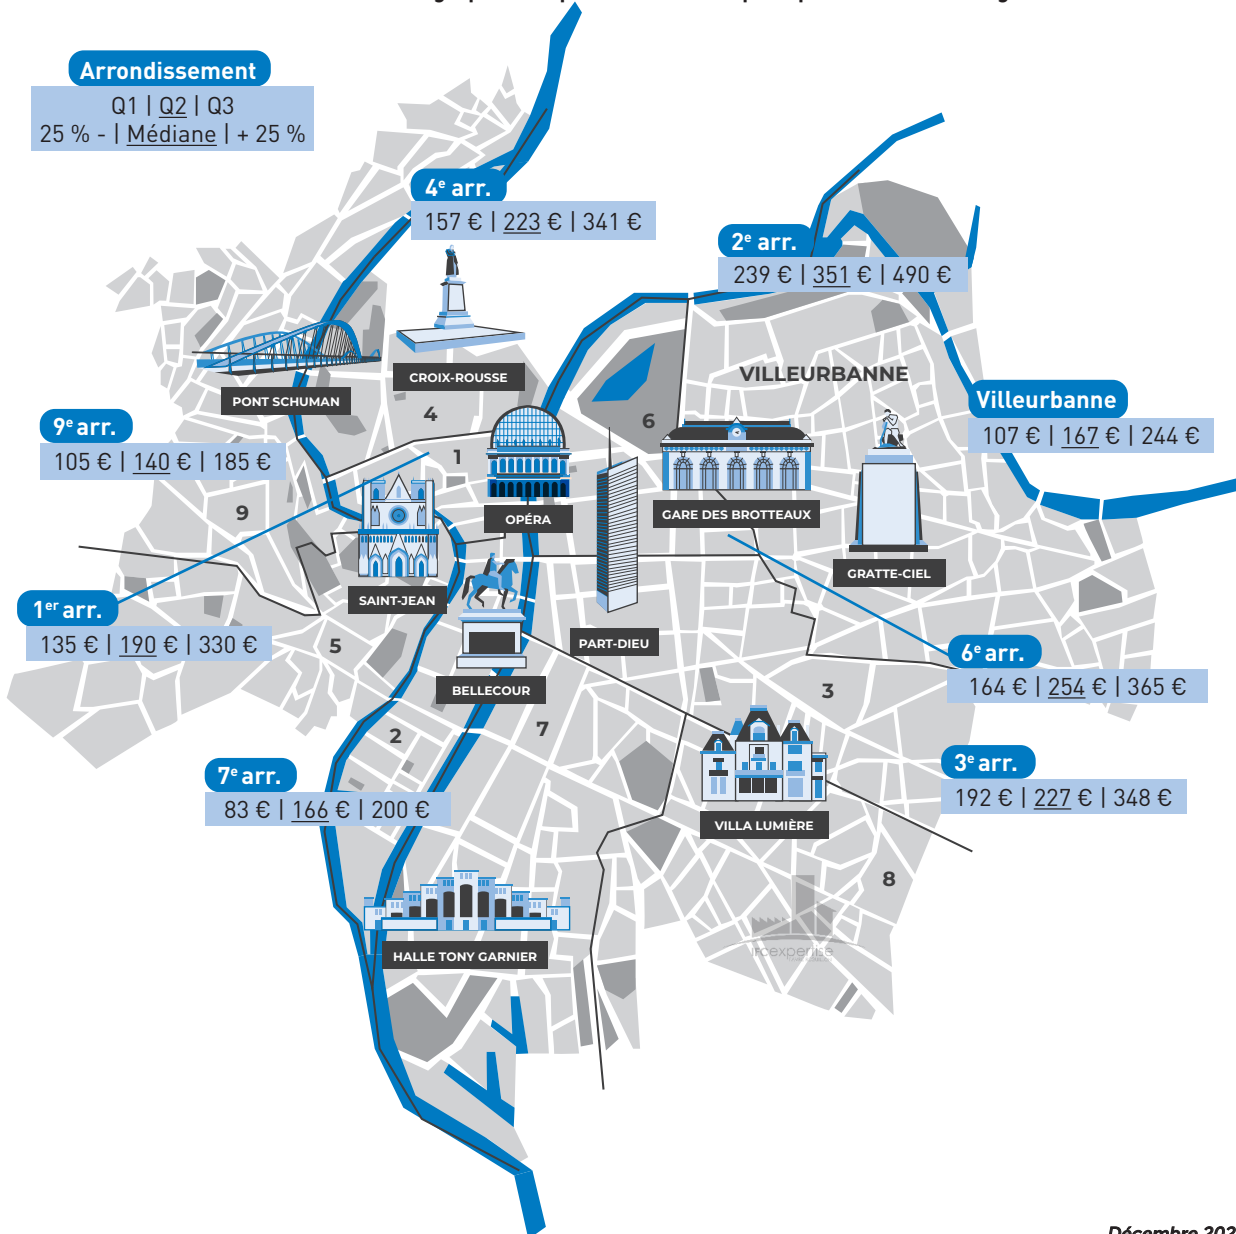 Arrondissement
Q1 | Q2 | Q3
25 % - | Médiane | + 25 %
4e arr.
157 € | 223 € | 341 €
2e arr.
239 € | 351 € | 490 €
VILLEURBANNE
CROIX-ROUSSE
PONT SCHUMAN
4
6
Villeurbanne
107 € | 167 € | 244 €
9e arr.
105 € | 140 € | 185 €
1
9
OPÉRA
GARE DES BROTTEAUX
GRATTE-CIEL
SAINT-JEAN
1er arr.
135 € | 190 € | 330 €
5
PART-DIEU
6e arr.
164 € | 254 € | 365 €
BELLECOUR
3
2
7
7e arr.
83 € | 166 € | 200 €
3e arr.
192 € | 227 € | 348 €
VILLA LUMIÈRE
8
HALLE TONY GARNIER
Décembre 202